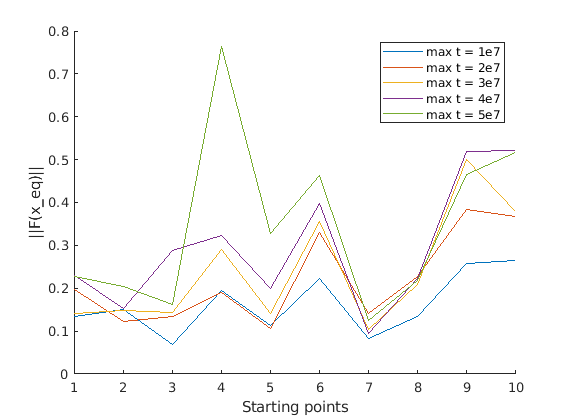 0.8
0.7
0.6
0.5
0.4
0.3
0.2
0.1
0
||F(x_eq)||
max t = 1e7
max t = 2e7
max t = 3e7
max t = 4e7
max t = 5e7
1 2 3 4 5 6 7 8 9 10
Starting points